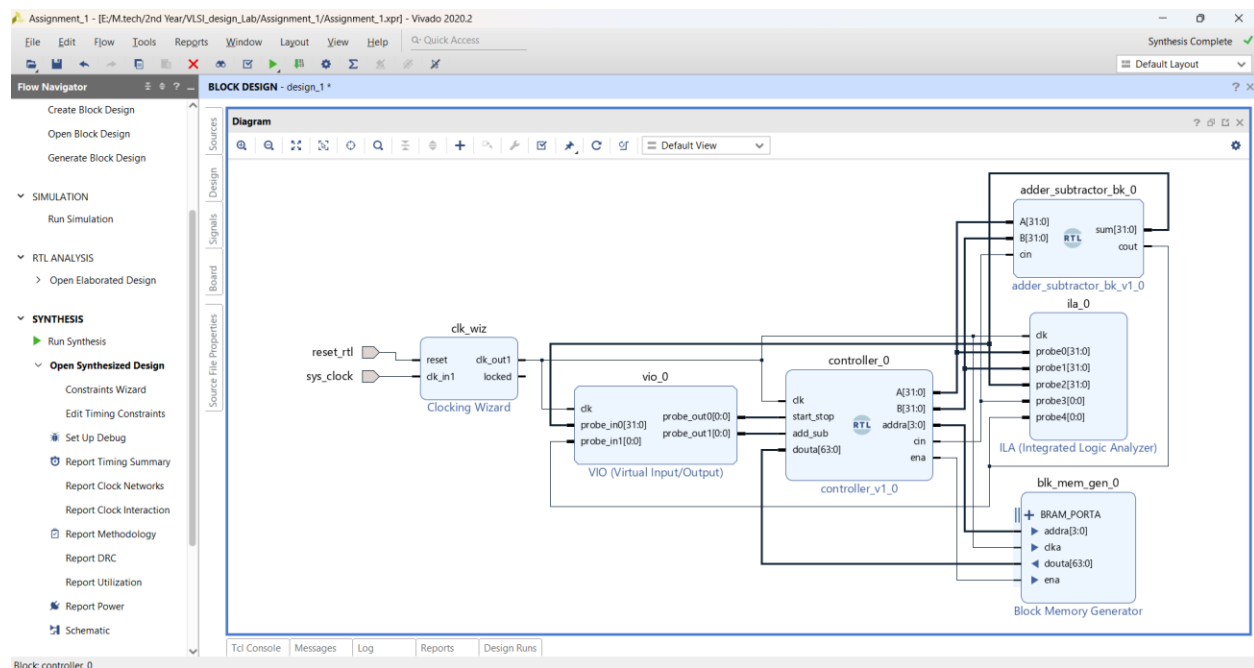 Assignment_1 - [E:/M.tech/2nd Year/VLSI_design_Lab/Assignment_1/Assignment_1.xpr] - Vivado 2020.2
File Edit Flow Tools Reports Window Layout View Help Q- Quick Access
Synthesis Complete
Default Layout
Flow Navigator
Create Block Design
Open Block Design
Generate Block Design
SIMULATION
Run Simulation
RTL ANALYSIS
Open Elaborated Design
SYNTHESIS
Run Synthesis
Open Synthesized Design
Constraints Wizard
Edit Timing Constraints
Set Up Debug
Report Timing Summary
Report Clock Networks
Report Clock Interaction
Report Methodology
Report DRC
Report Utilization
Report Power
Schematic
BLOCK DESIGN - design_1 *
Sources
Design
Signals
Board
Source File Properties
Diagram
Default View
reset_rtl
sys_clock
clk_wiz
reset
clk_in1
clk_out1
locked
Clocking Wizard
vio_0
clk
probe_in0[31:0]
probe_in1[0:0]
probe_out0[0:0]
probe_out1[0:0]
VIO (Virtual Input/Output)
controller_0
clk
start_stop
add_sub
douta[63:0]
RTL
A[31:0]
B[31:0]
addra[3:0]
cin
ena
controller_v1_0
adder_subtractor_bk_0
A[31:0]
B[31:0]
cin
RTL
sum[31:0]
cout
adder_subtractor_bk_v1_0
ila_0
clk
probe0[31:0]
probe1[31:0]
probe2[31:0]
probe3[0:0]
probe4[0:0]
ILA (Integrated Logic Analyzer)
blk_mem_gen_0
BRAM_PORTA
addra[3:0]
clka
douta[63:0]
ena
Block Memory Generator
Tcl Console Messages Log Reports Design Runs
Block: controller_0